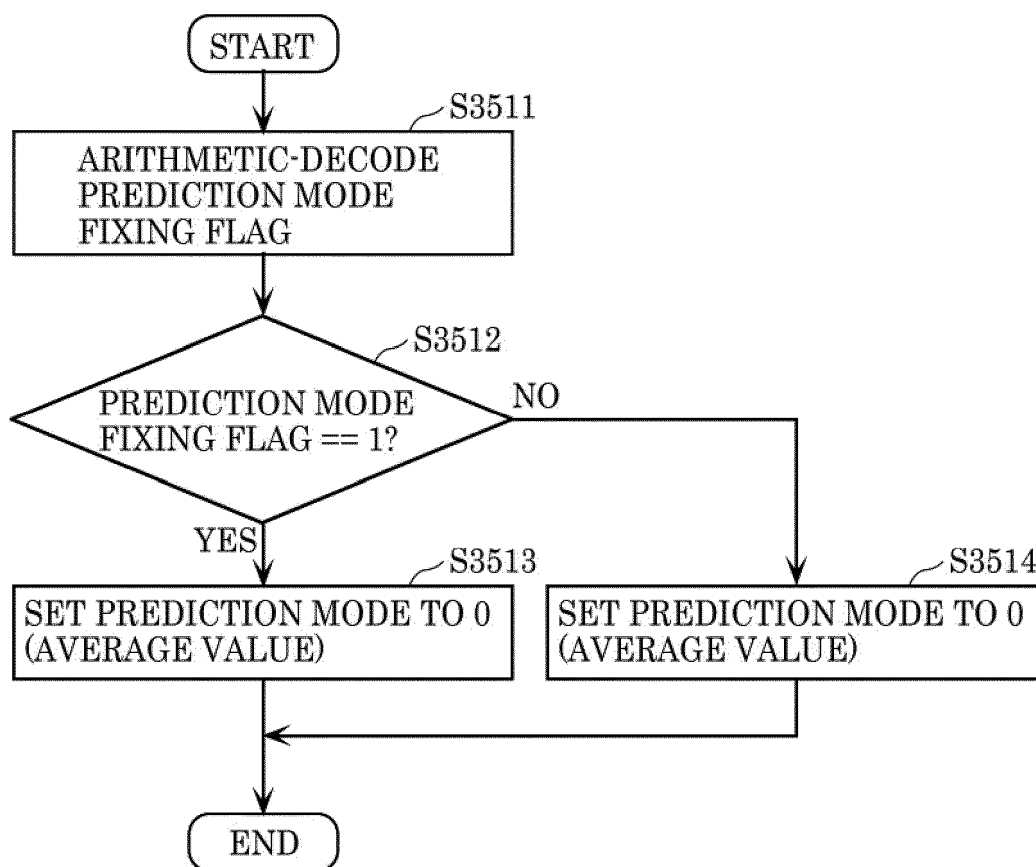 START
S3511
ARITHMETIC-DECODE
PREDICTION MODE
FIXING FLAG
S3512
PREDICTION MODE
FIXING FLAG == 1?
NO
YES
S3513
SET PREDICTION MODE TO 0
(AVERAGE VALUE)
S3514
SET PREDICTION MODE TO 0
(AVERAGE VALUE)
END